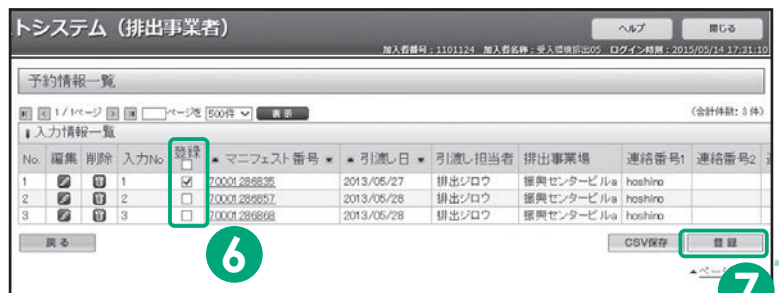 トシステム（排出事業者）
ヘルプ 閉じる
加入者番号：1101124 加入者名称：受入環境排出05 ログイン時間：2015/05/14 17:31:10
予約情報一覧
1 / 1ページ ページを 500件 表示 (合計件数: 3 件)
入力情報一覧
No. 編集 削除 入力No 登録 ▲ マニフェスト番号 ▼ ▲ 引渡し日 ▼ 引渡し担当者 排出事業場 連絡番号1 連絡番号2
1 1 70001286835 2013/05/27 排出ジロウ 振興センタービルa hoshino
2 2 70001286857 2013/05/28 排出ジロウ 振興センタービルa hoshino
3 3 70001286868 2013/05/28 排出ジロウ 振興センタービルa hoshino
戻る CSV保存 登録
6
▲ペー
7